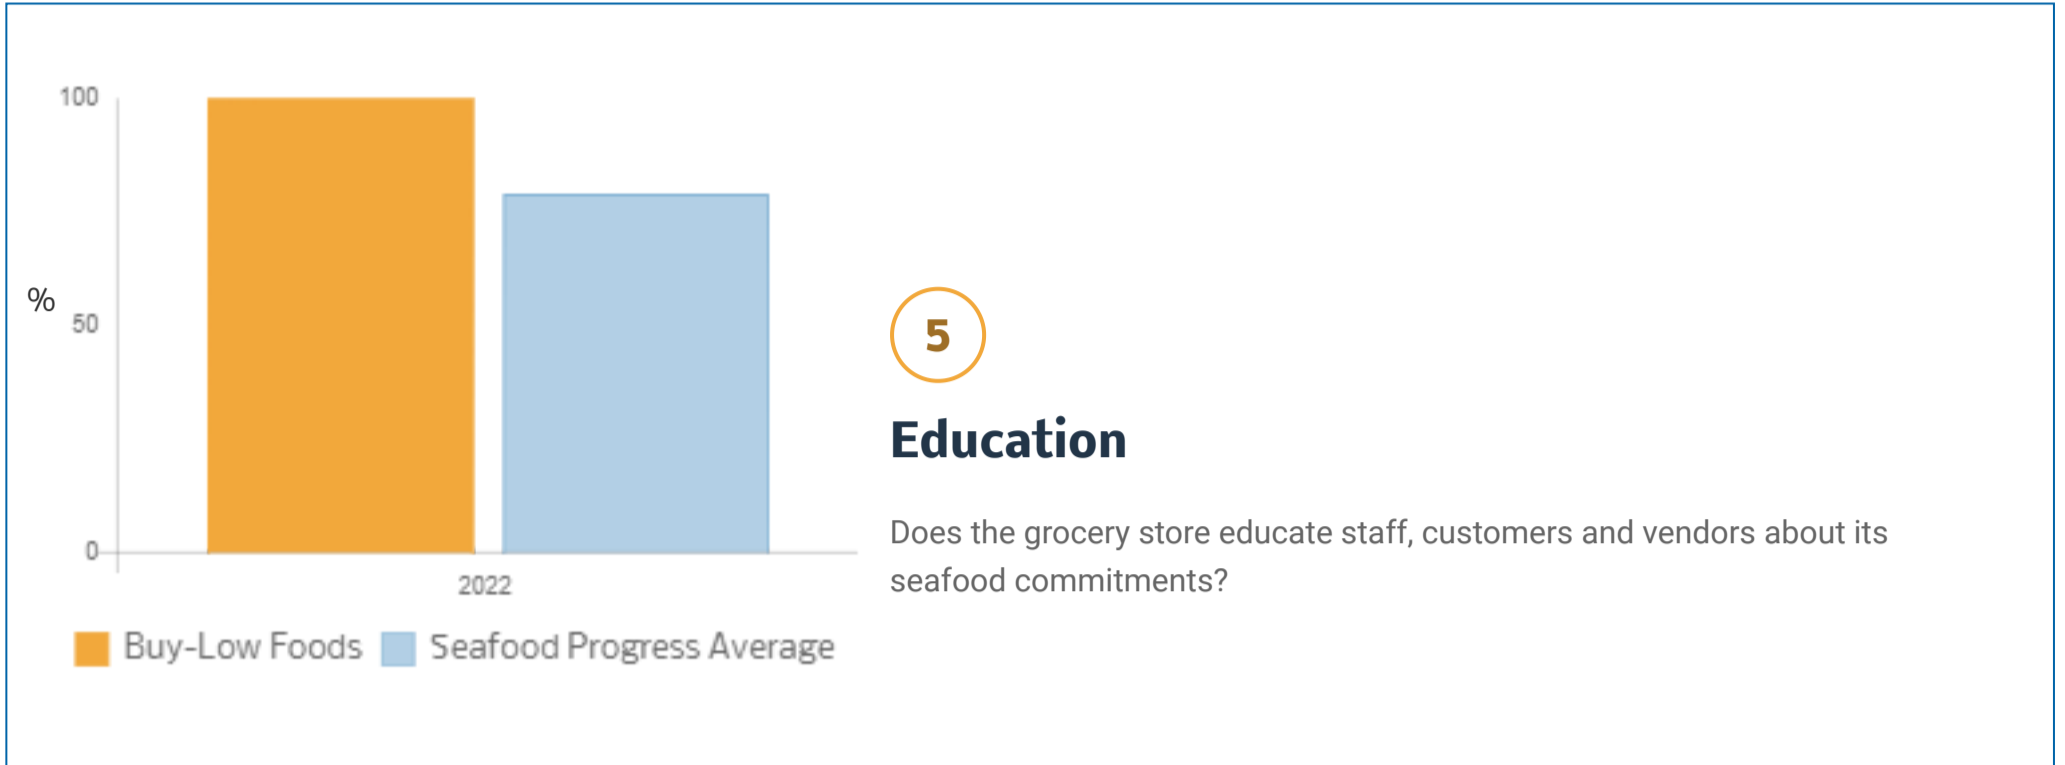 100
%
50
0
2022
Buy-Low Foods Seafood Progress Average
5
Education
Does the grocery store educate staff, customers and vendors about its
seafood commitments?